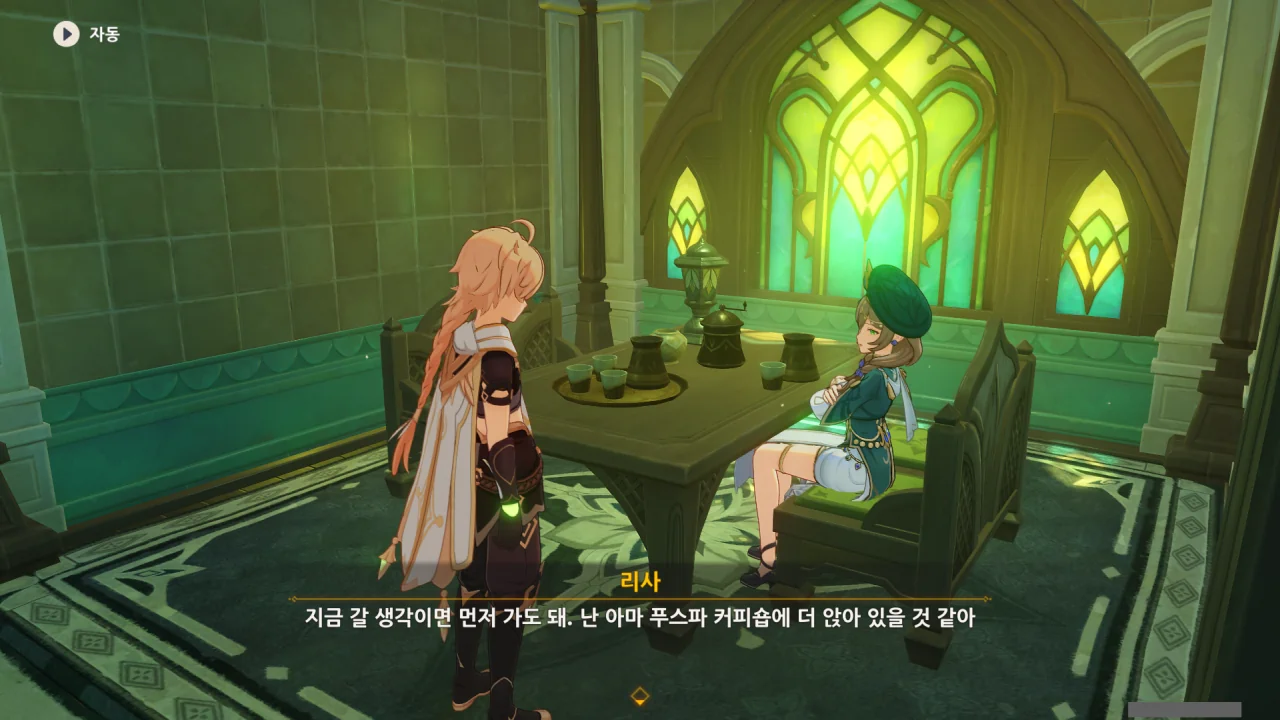 자동
리사
지금 갈 생각이면 먼저 가도 돼. 난 아마 푸스파 커피숍에 더 앉아 있을 것 같아